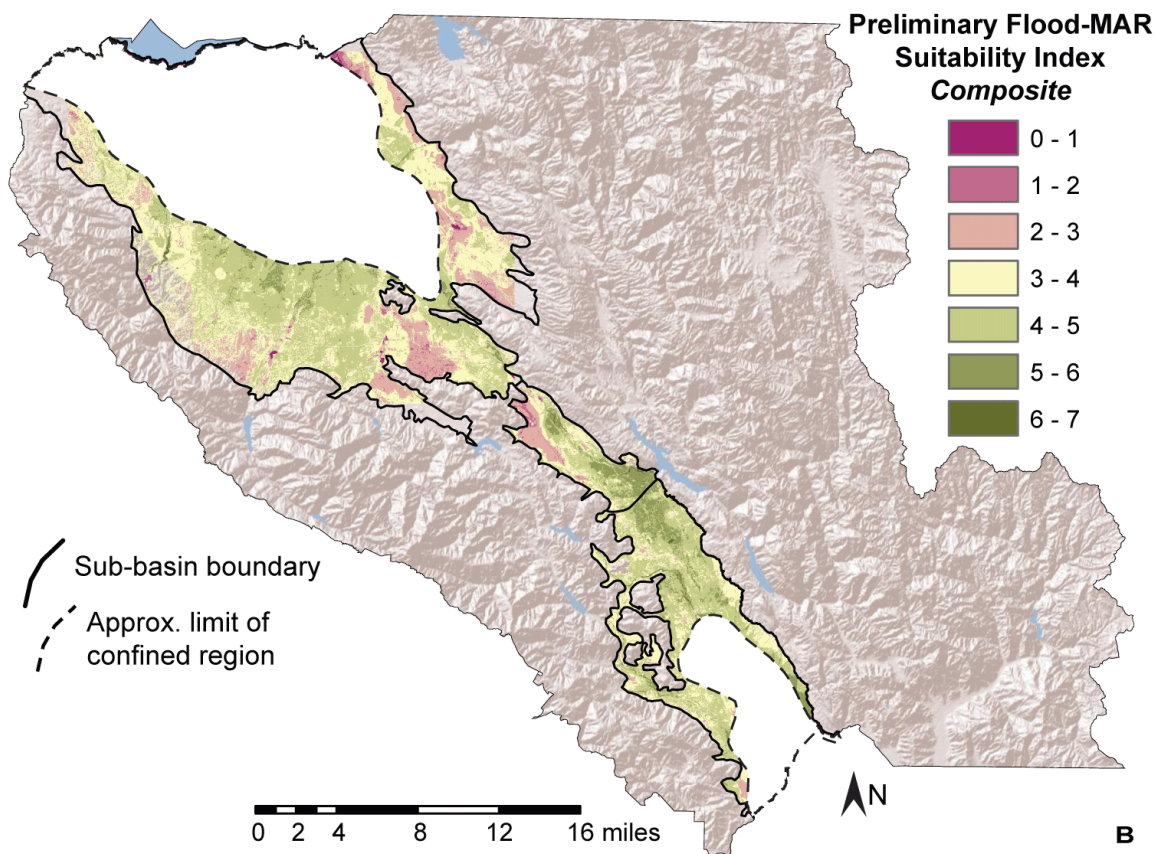 Preliminary Flood-MAR
Suitability Index
Composite
0 - 1
1 - 2
2 - 3
3 - 4
4 - 5
5 - 6
6 - 7
Sub-basin boundary
Approx. limit of
confined region
N
0 2 4 8 12 16 miles
B